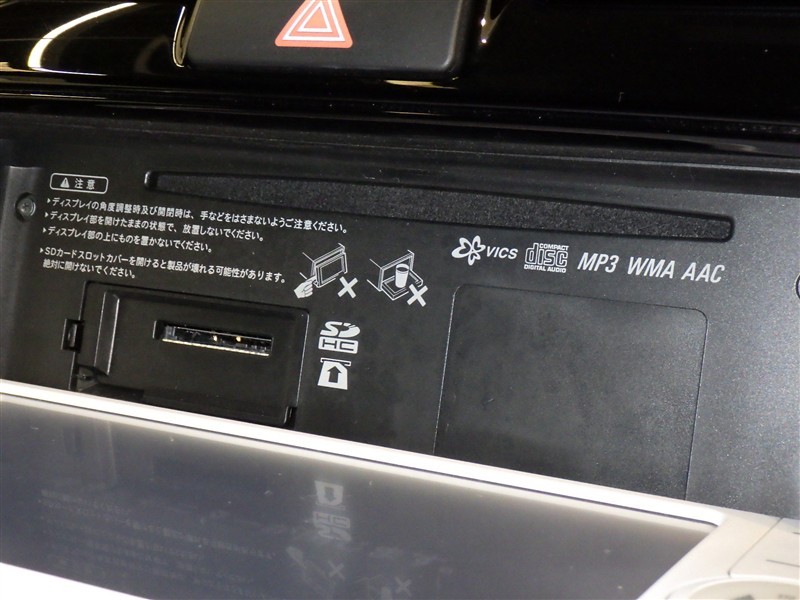 注意
▸ディスプレイの角度調整時及び開閉時は、手などをはさまないようご注意ください。
▸ディスプレイ部を開けたままの状態で、放置しないでください。
▸ディスプレイ部の上にものを置かないでください。
▸SDカードスロットカバーを開けると製品が壊れる可能性があります。
絶対に開けないでください。
VICS
COMPACT
disc
DIGITAL AUDIO
MP3 WMA AAC
SD
HC